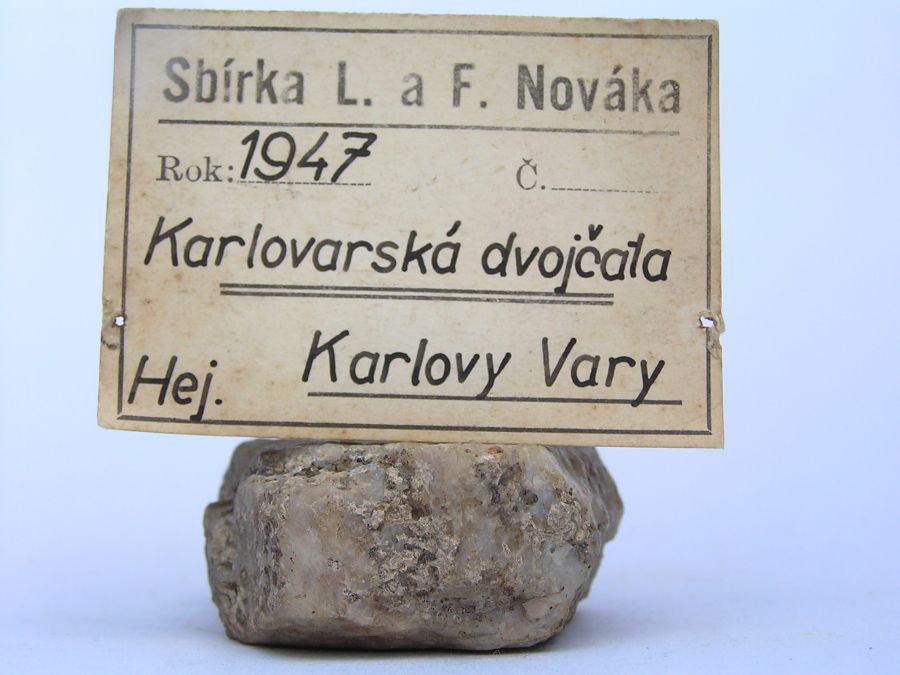 Sbírka L. a F. Nováka
Rok: 1947 Č.
Karlovarská dvojčata
Karlovy Vary
Hej.